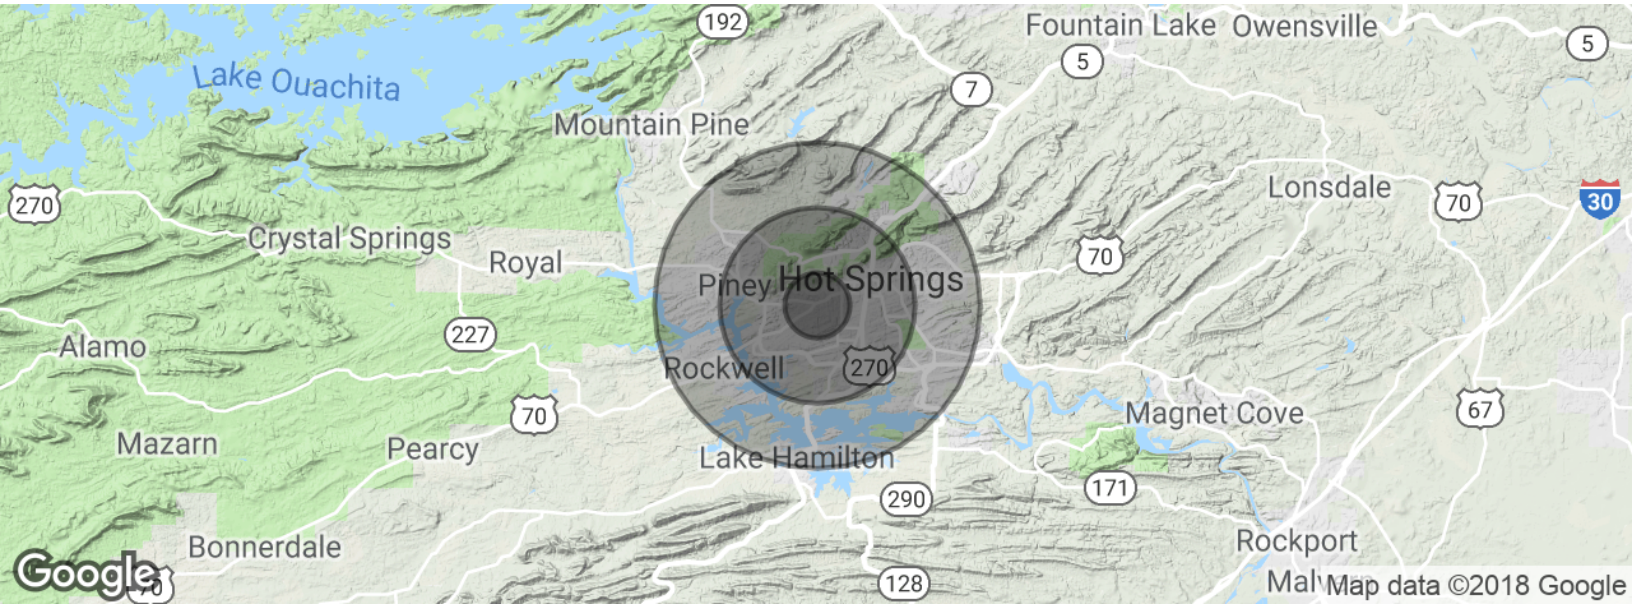 192
Fountain Lake
Owensville
5
5
Lake Ouachita
7
Mountain Pine
270
Lonsdale
70
30
Crystal Springs
Royal
70
Piney
Hot Springs
227
Alamo
Rockwell
270
70
67
Magnet Cove
Mazarn
Pearcy
Lake Hamilton
171
290
Bonnerdale
Rockport
Google
70
128
Malvern
Map data ©2018 Google